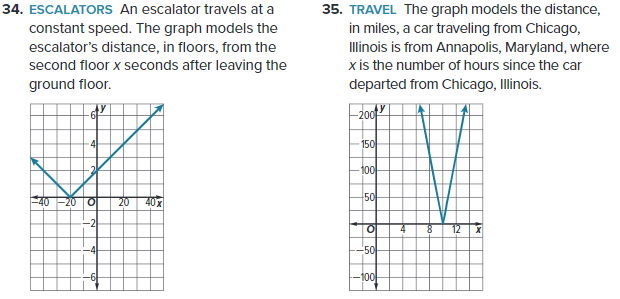 34. ESCALATORS An escalator travels at a
constant speed. The graph models the
escalator's distance, in floors, from the
second floor x seconds after leaving the
ground floor.
y
6
4
2
-40 -20 O 20 40 x
-2
-4
-6
35. TRAVEL The graph models the distance,
in miles, a car traveling from Chicago,
Illinois is from Annapolis, Maryland, where
x is the number of hours since the car
departed from Chicago, Illinois.
y
200
150
100
50
O 4 8 12 x
-50
-100